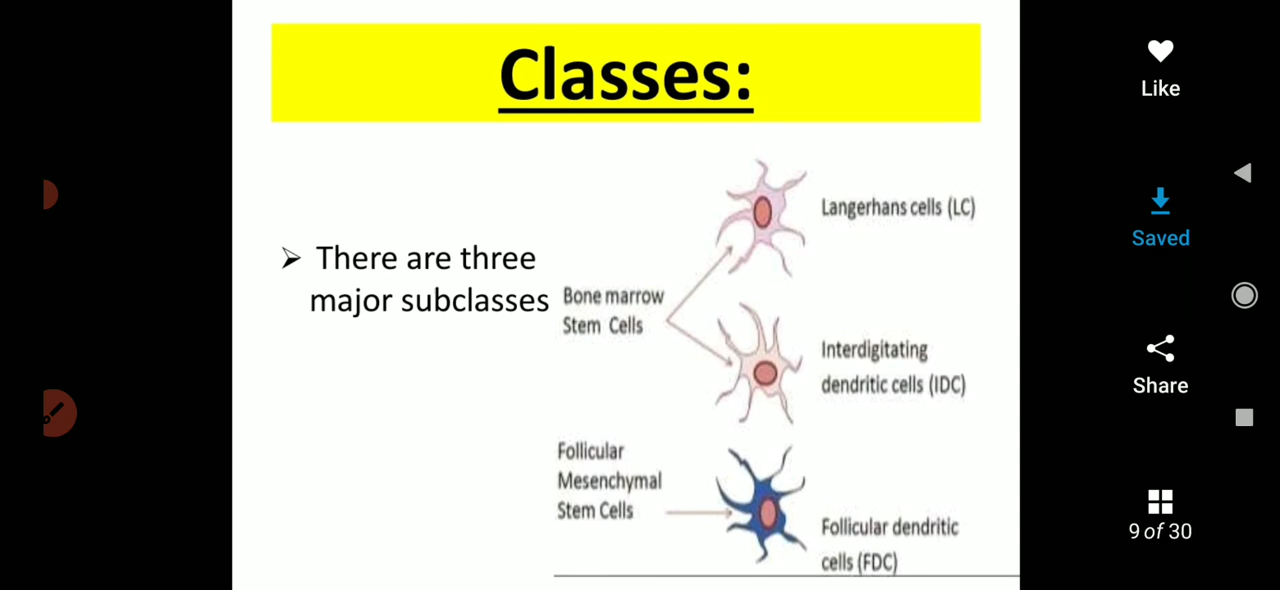 Classes:
➢ There are three
major subclasses
Bone marrow
Stem Cells
Langerhans cells (LC)
Interdigitating
dendritic cells (IDC)
Follicular
Mesenchymal
Stem Cells
Follicular dendritic
cells (FDC)
Like
Saved
Share
9 of 30